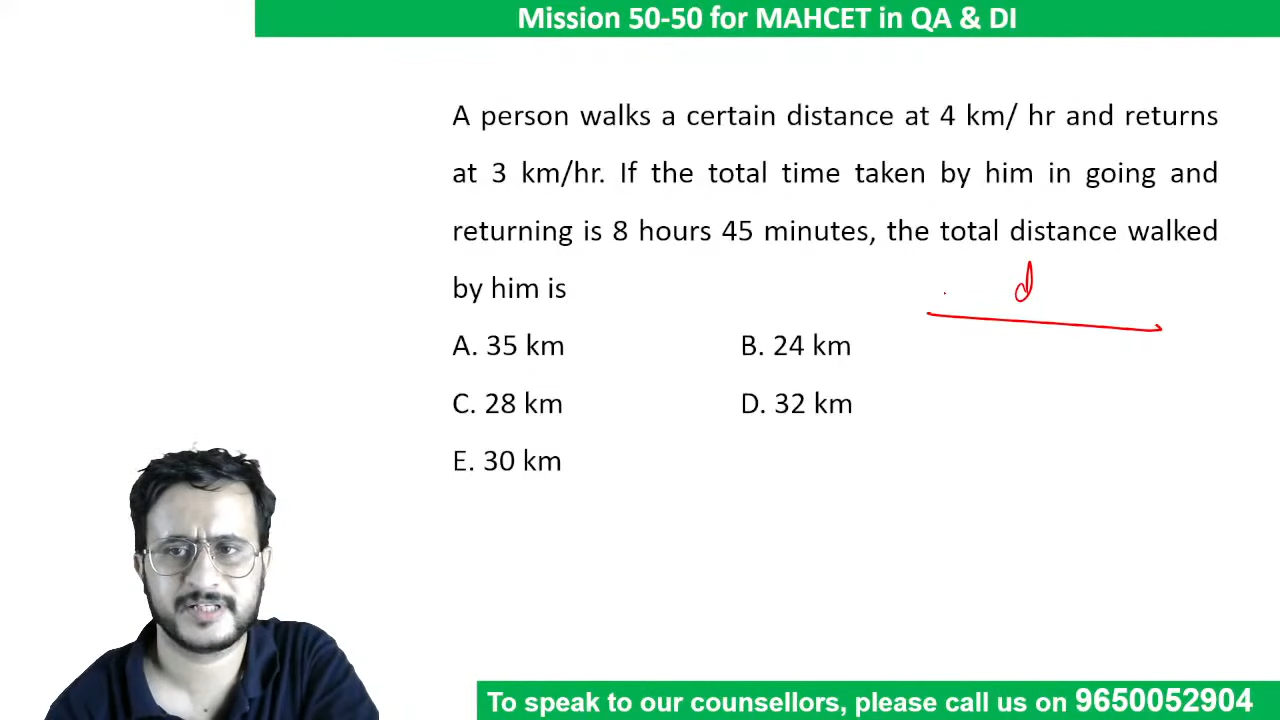 Mission 50-50 for MAHCET in QA & DI
A person walks a certain distance at 4 km/ hr and returns
at 3 km/hr. If the total time taken by him in going and
returning is 8 hours 45 minutes, the total distance walked
by him is
d
A. 35 km B. 24 km
C. 28 km D. 32 km
E. 30 km
To speak to our counsellors, please call us on 9650052904